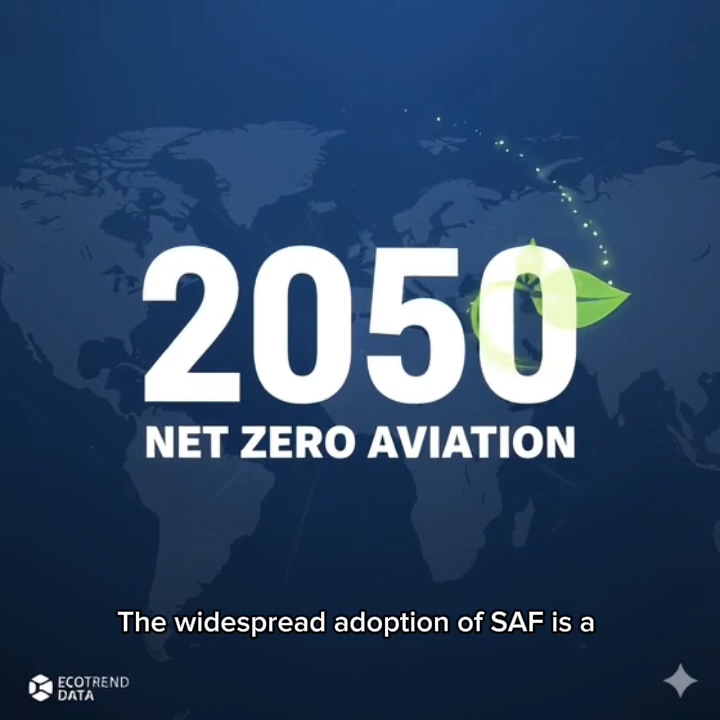 2050
NET ZERO AVIATION
The widespread adoption of SAF is a
ECOTREND
DATA